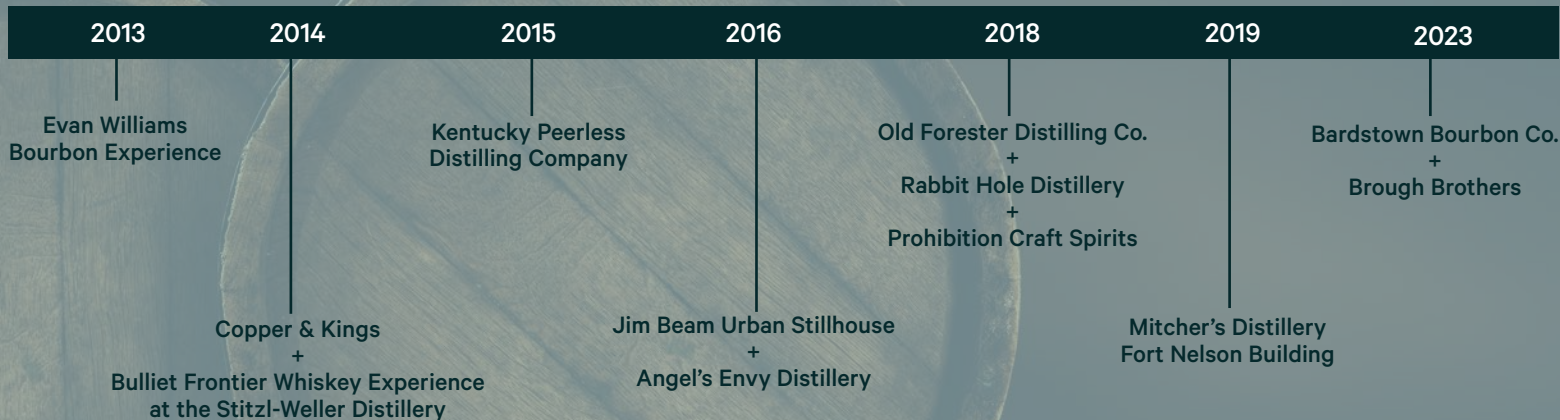 2013
2014
2015
2016
2018
2019
2023
Evan Williams
Bourbon Experience
Copper & Kings
+
Bulliet Frontier Whiskey Experience
at the Stitzl-Weller Distillery
Kentucky Peerless
Distilling Company
Jim Beam Urban Stillhouse
+
Angel's Envy Distillery
Old Forester Distilling Co.
+
Rabbit Hole Distillery
+
Prohibition Craft Spirits
Mitcher's Distillery
Fort Nelson Building
Bardstown Bourbon Co.
+
Brough Brothers